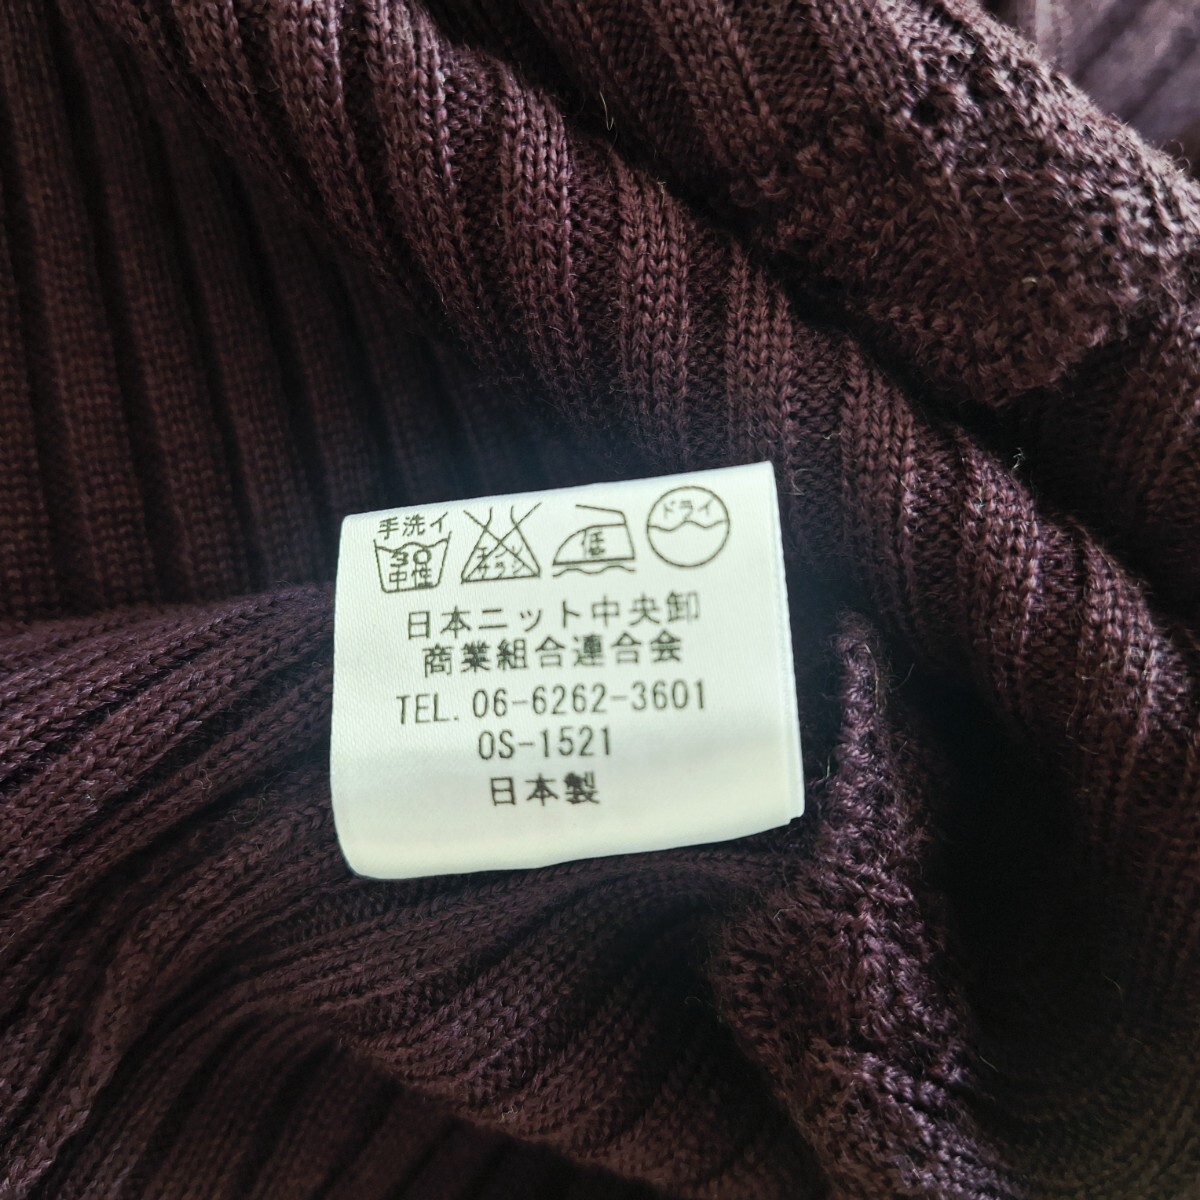 手洗イ
30
中性
エンソ
サラシ
低
ドライ
日本ニット中央卸
商業組合連合会
TEL. 06-6262-3601
OS-1521
日本製